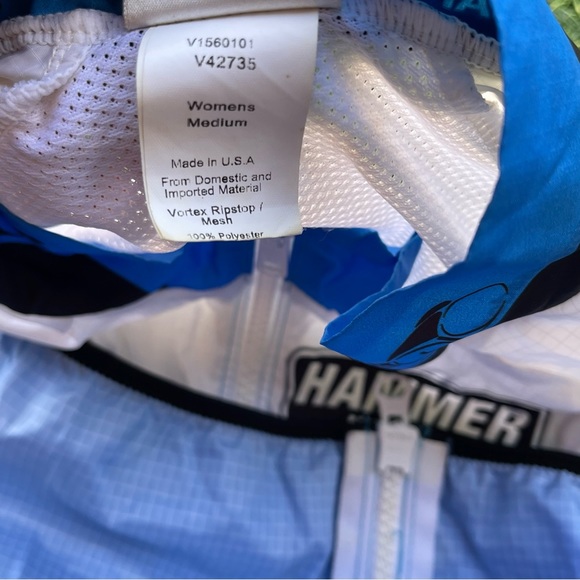 V1560101
V42735
Womens
Medium
Made in U.S.A
From Domestic and
Imported Material
Vortex Ripstop /
Mesh
100% Polyester
HAMMER